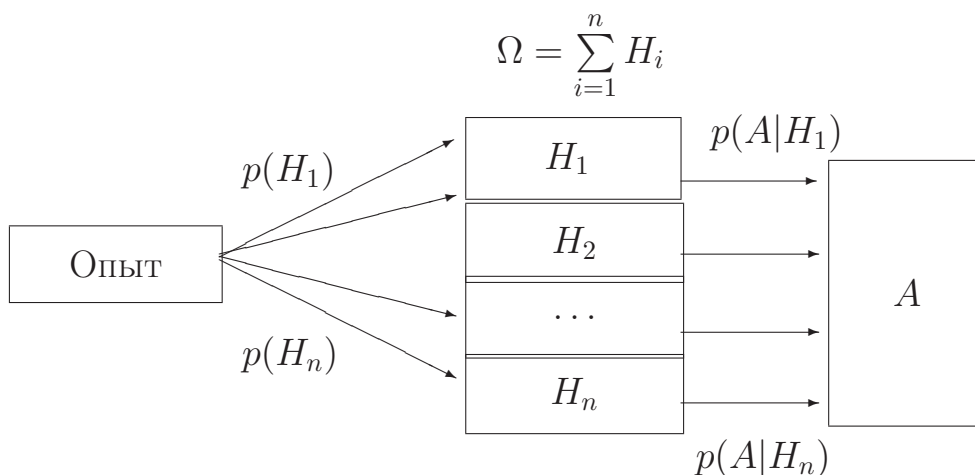 Ω = ∑_{i=1}^{n} H_i
p(A|H_1)
H_1
p(H_1)
H_2
Опыт
A
...
p(H_n)
H_n
p(A|H_n)